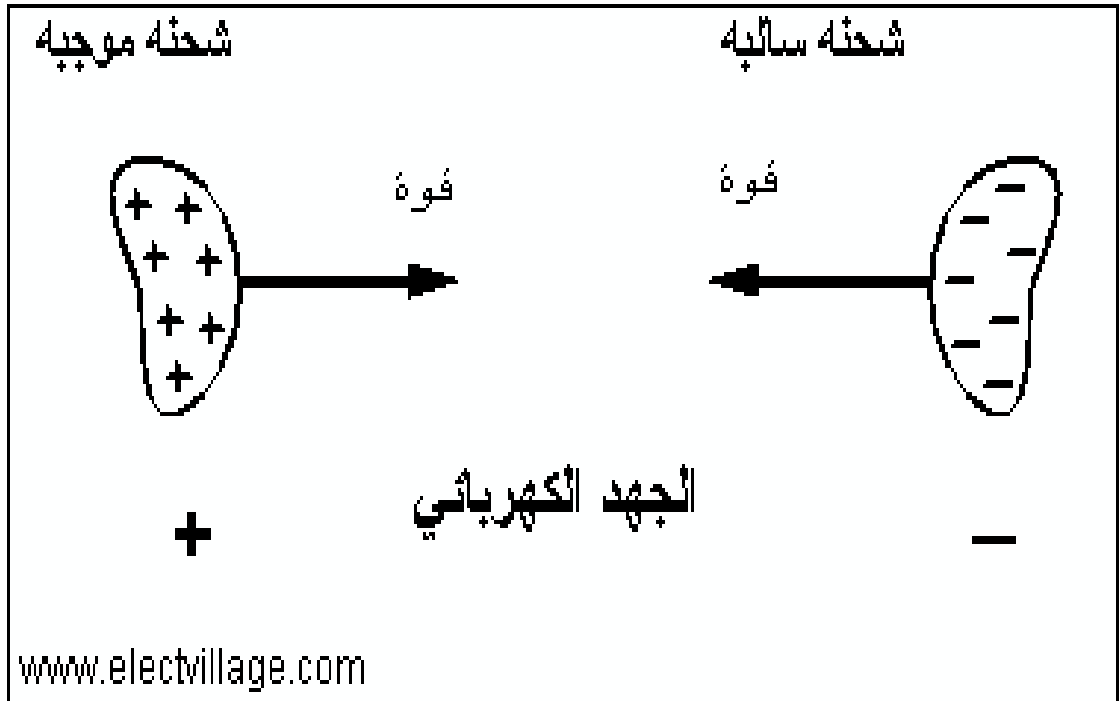 شحنه سالبه
شحنه موجبه
قوة
قوة
+ + + + + + +
− − − − − − − −
الجهد الكهربائي
+
−
www.electvillage.com